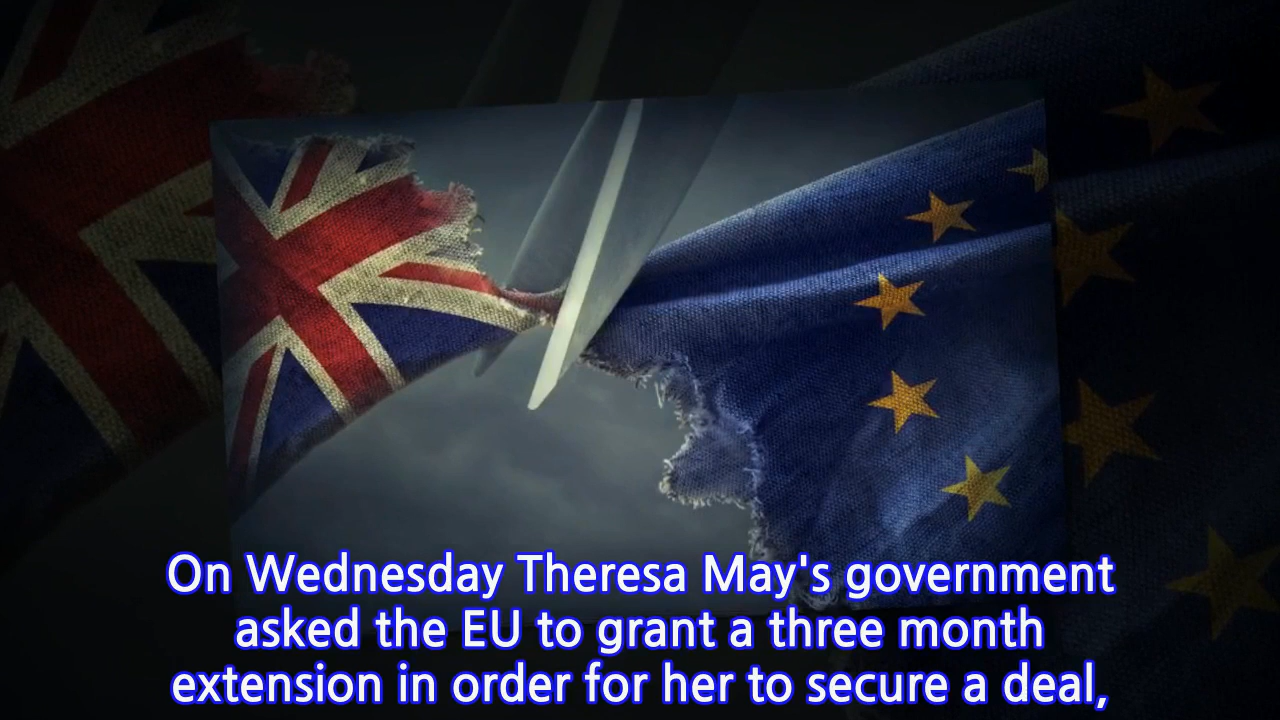 On Wednesday Theresa May's government
asked the EU to grant a three month
extension in order for her to secure a deal,